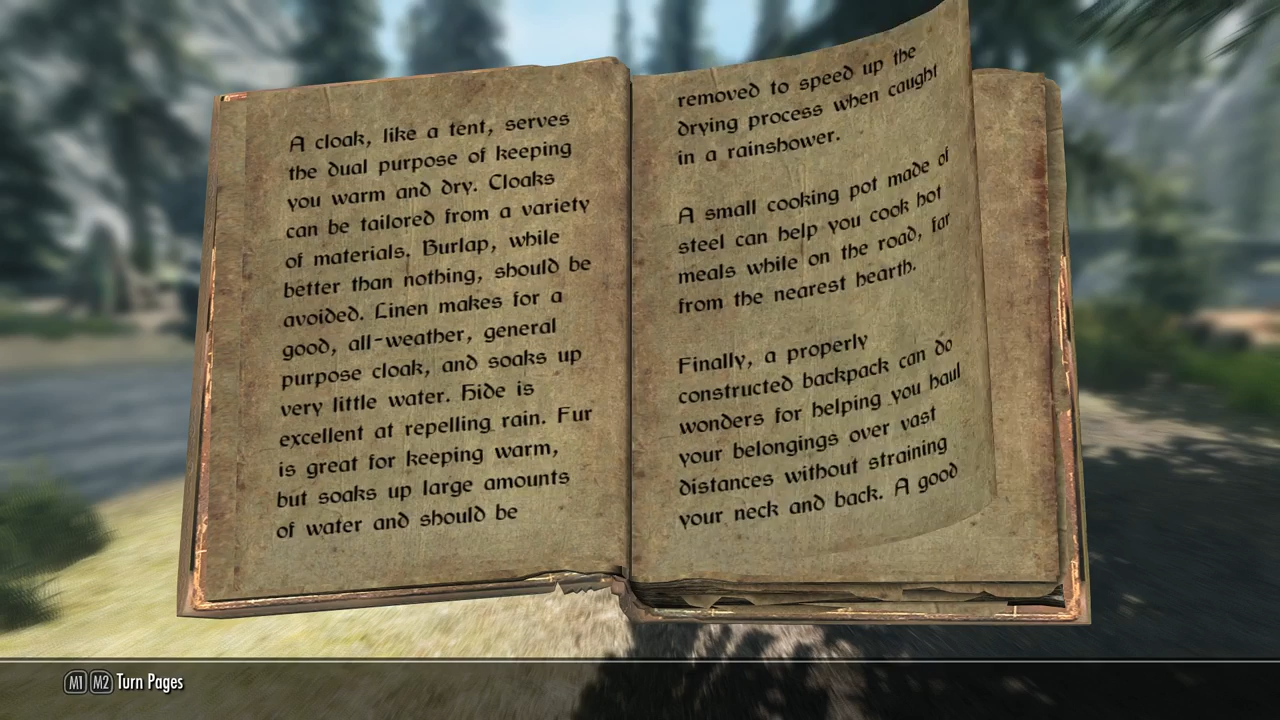 A cloak, like a tent, serves
the dual purpose of keeping
you warm and dry. Cloaks
can be tailored from a variety
of materials. Burlap, while
better than nothing, should be
avoided. Linen makes for a
good, all-weather, general
purpose cloak, and soaks up
very little water. Hide is
excellent at repelling rain. Fur
is great for keeping warm,
but soaks up large amounts
of water and should be
removed to speed up the
drying process when caught
in a rainshower.
A small cooking pot made of
steel can help you cook hot
meals while on the road, far
from the nearest hearth.
Finally, a properly
constructed backpack can do
wonders for helping you haul
your belongings over vast
distances without straining
your neck and back. A good
M1 M2 Turn Pages